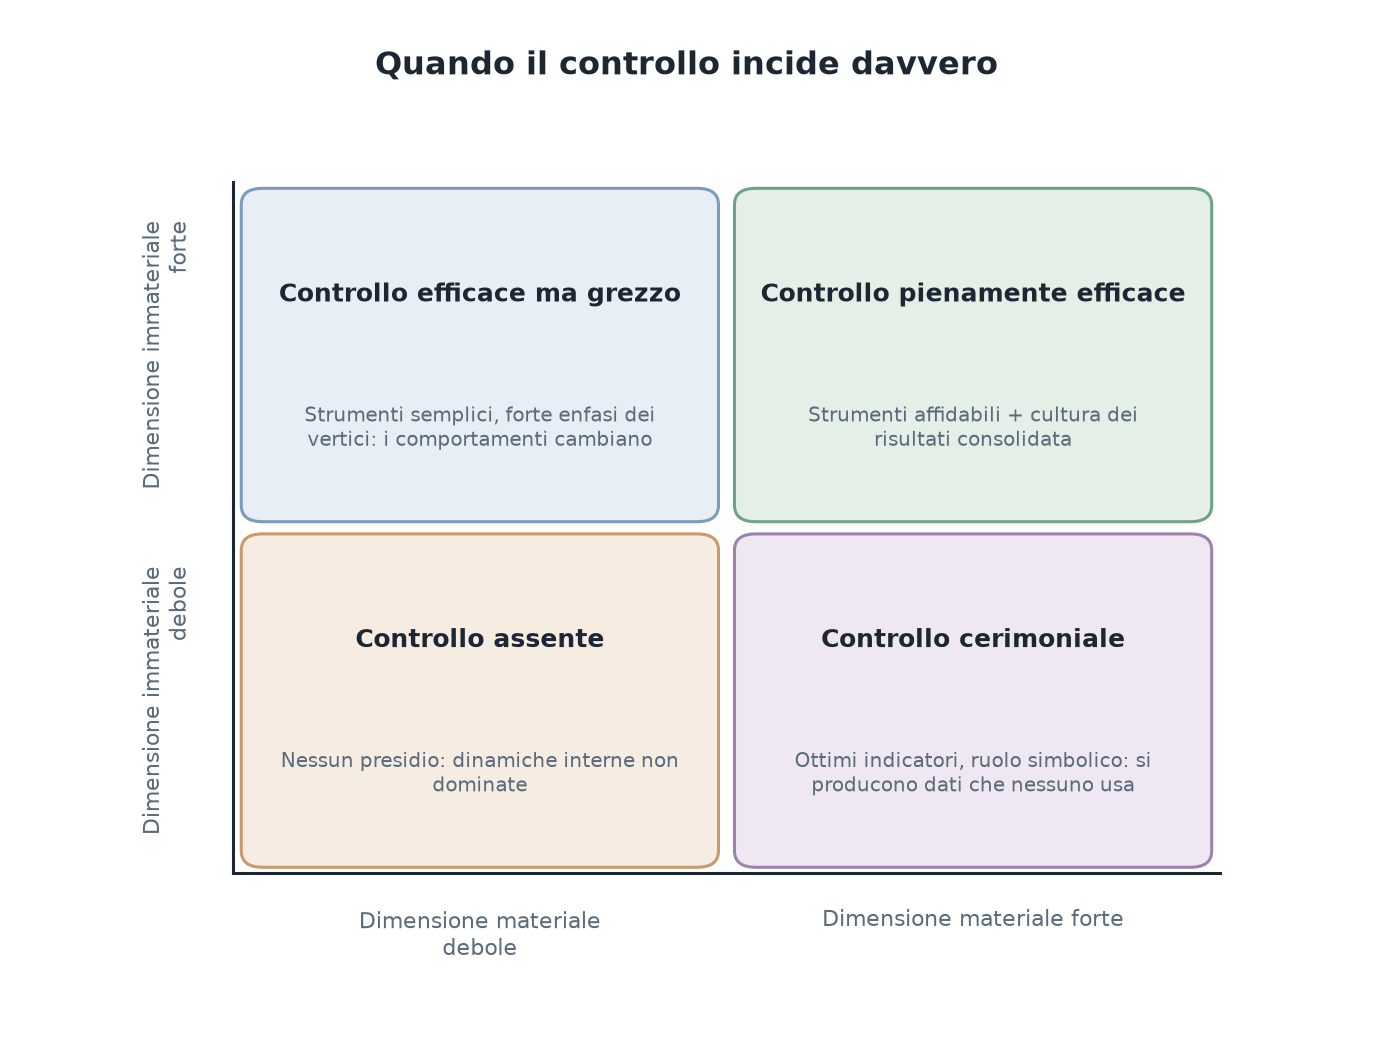 Quando il controllo incide davvero
Dimensione immateriale
forte
Controllo efficace ma grezzo
Strumenti semplici, forte enfasi dei
vertici: i comportamenti cambiano
Controllo pienamente efficace
Strumenti affidabili + cultura dei
risultati consolidata
Dimensione immateriale
debole
Controllo assente
Nessun presidio: dinamiche interne non
dominate
Controllo cerimoniale
Ottimi indicatori, ruolo simbolico: si
producono dati che nessuno usa
Dimensione materiale
debole
Dimensione materiale forte